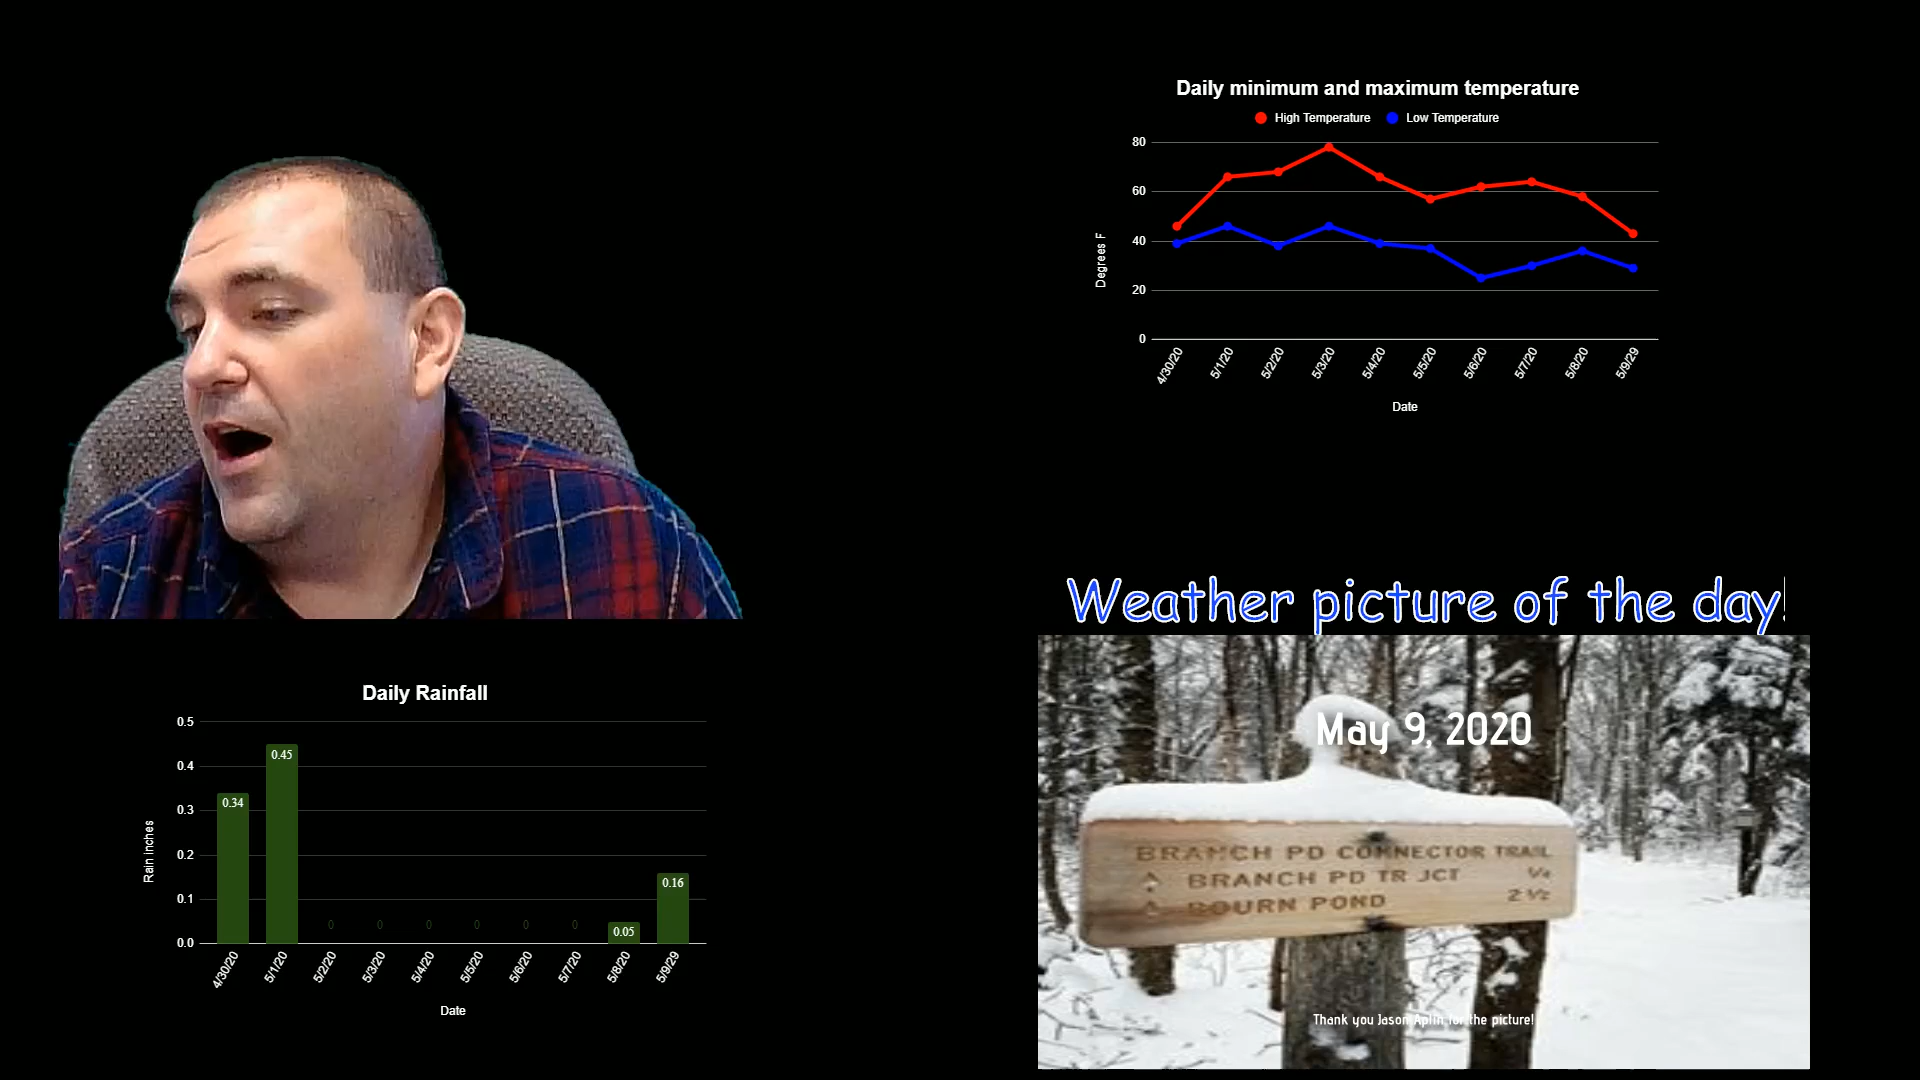 Daily minimum and maximum temperature
High Temperature Low Temperature
80
60
40
20
0
Degrees F
4/30/20 5/1/20 5/2/20 5/3/20 5/4/20 5/5/20 5/6/20 5/7/20 5/8/20 5/9/29
Date
Weather picture of the day!
May 9, 2020
BRANCH PD CONNECTOR TRAIL
BRANCH PD TR JCT 1/4
BOURN POND 2 1/2
Thank you Jason Aplin for the picture!
Daily Rainfall
0.5
0.4
0.3
0.2
0.1
0.0
Rain inches
0.34 0.45 0 0 0 0 0 0 0.05 0.16
4/30/20 5/1/20 5/2/20 5/3/20 5/4/20 5/5/20 5/6/20 5/7/20 5/8/20 5/9/29
Date